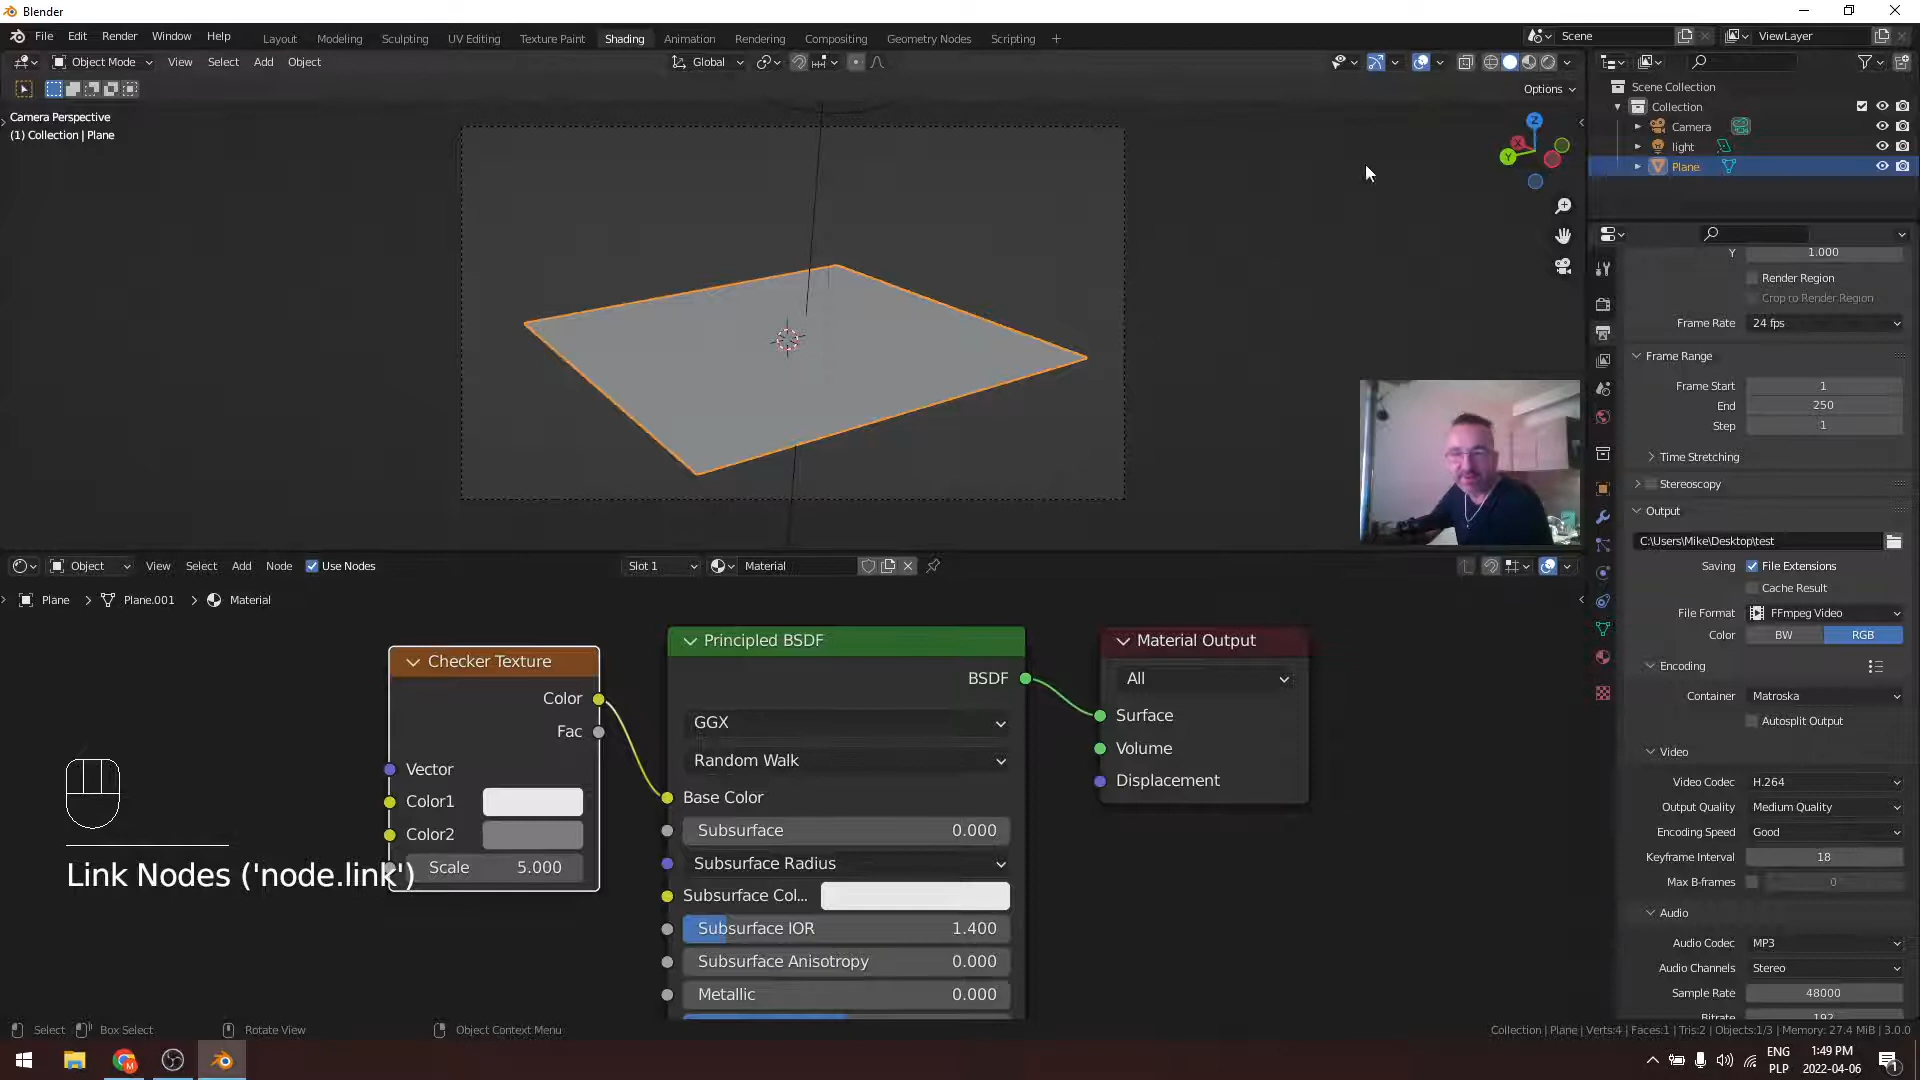 Blender
File Edit Render Window Help
Layout Modeling Sculpting UV Editing Texture Paint Shading Animation Rendering Compositing Geometry Nodes Scripting +
Scene
ViewLayer
Object Mode View Select Add Object
Global
Options
Camera Perspective
(1) Collection | Plane
Z
X
Y
Scene Collection
Collection
Camera
light
Plane
Y 1.000
Render Region
Crop to Render Region
Frame Rate 24 fps
Frame Range
Frame Start 1
End 250
Step 1
Time Stretching
Stereoscopy
Output
C:\Users\Mike\Desktop\test
Saving File Extensions
Cache Result
File Format FFmpeg Video
Color BW RGB
Encoding
Container Matroska
Autosplit Output
Video
Video Codec H.264
Output Quality Medium Quality
Encoding Speed Good
Keyframe Interval 18
Max B-frames 0
Audio
Audio Codec MP3
Audio Channels Stereo
Sample Rate 48000
Bitrate 192
Object View Select Add Node Use Nodes
Slot 1
Material
Plane > Plane.001 > Material
Checker Texture
Color
Fac
Vector
Color1
Color2
Scale 5.000
Principled BSDF
BSDF
GGX
Random Walk
Base Color
Subsurface 0.000
Subsurface Radius
Subsurface Col...
Subsurface IOR 1.400
Subsurface Anisotropy 0.000
Metallic 0.000
Material Output
All
Surface
Volume
Displacement
Link Nodes ('node.link')
Select Box Select Rotate View Object Context Menu
Collection | Plane | Verts:4 | Faces:1 | Tris:2 | Objects:1/3 | Memory: 27.4 MiB | 3.0.0
ENG
PLP
1:49 PM
2022-04-06
1